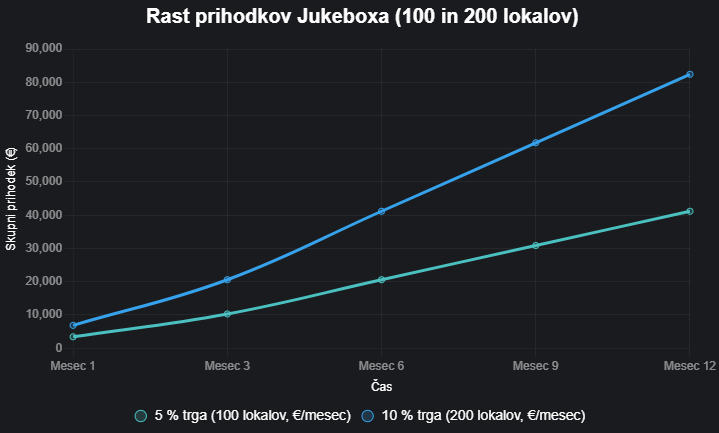 Rast prihodkov Jukeboxa (100 in 200 lokalov)
Skupni prihodek (€)
90,000
80,000
70,000
60,000
50,000
40,000
30,000
20,000
10,000
0
Mesec 1 Mesec 3 Mesec 6 Mesec 9 Mesec 12
Čas
5 % trga (100 lokalov, €/mesec) 10 % trga (200 lokalov, €/mesec)